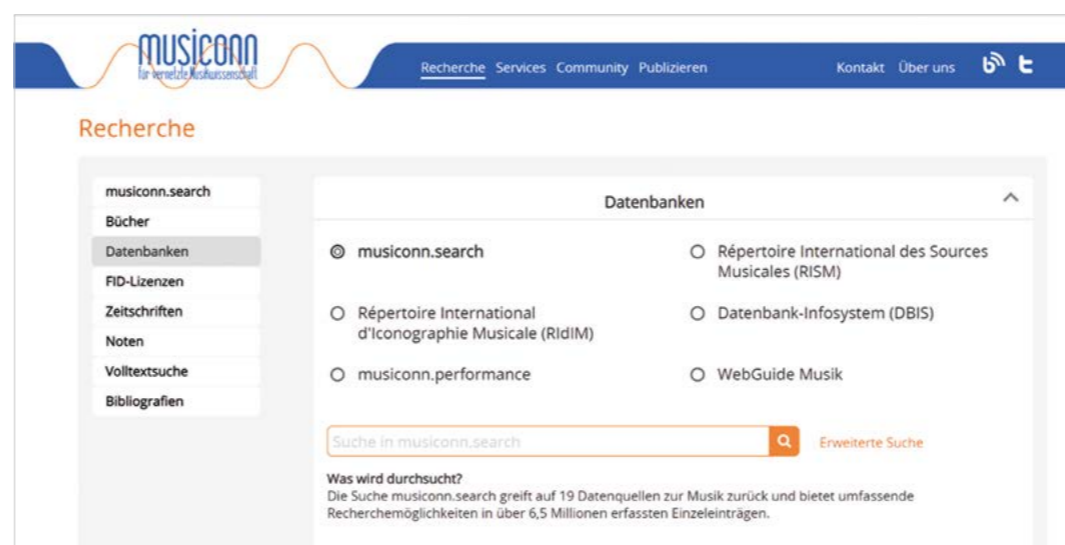 musiconn
für vernetzte Musikwissenschaft
Recherche Services Community Publizieren
Kontakt Über uns
Recherche
musiconn.search
Bücher
Datenbanken
FID-Lizenzen
Zeitschriften
Noten
Volltextsuche
Bibliografien
Datenbanken
musiconn.search
Répertoire International des Sources
Musicales (RISM)
Répertoire International
d'Iconographie Musicale (RIdIM)
Datenbank-Infosystem (DBIS)
musiconn.performance
WebGuide Musik
Suche in musiconn.search
Erweiterte Suche
Was wird durchsucht?
Die Suche musiconn.search greift auf 19 Datenquellen zur Musik zurück und bietet umfassende
Recherchemöglichkeiten in über 6,5 Millionen erfassten Einzeleinträgen.